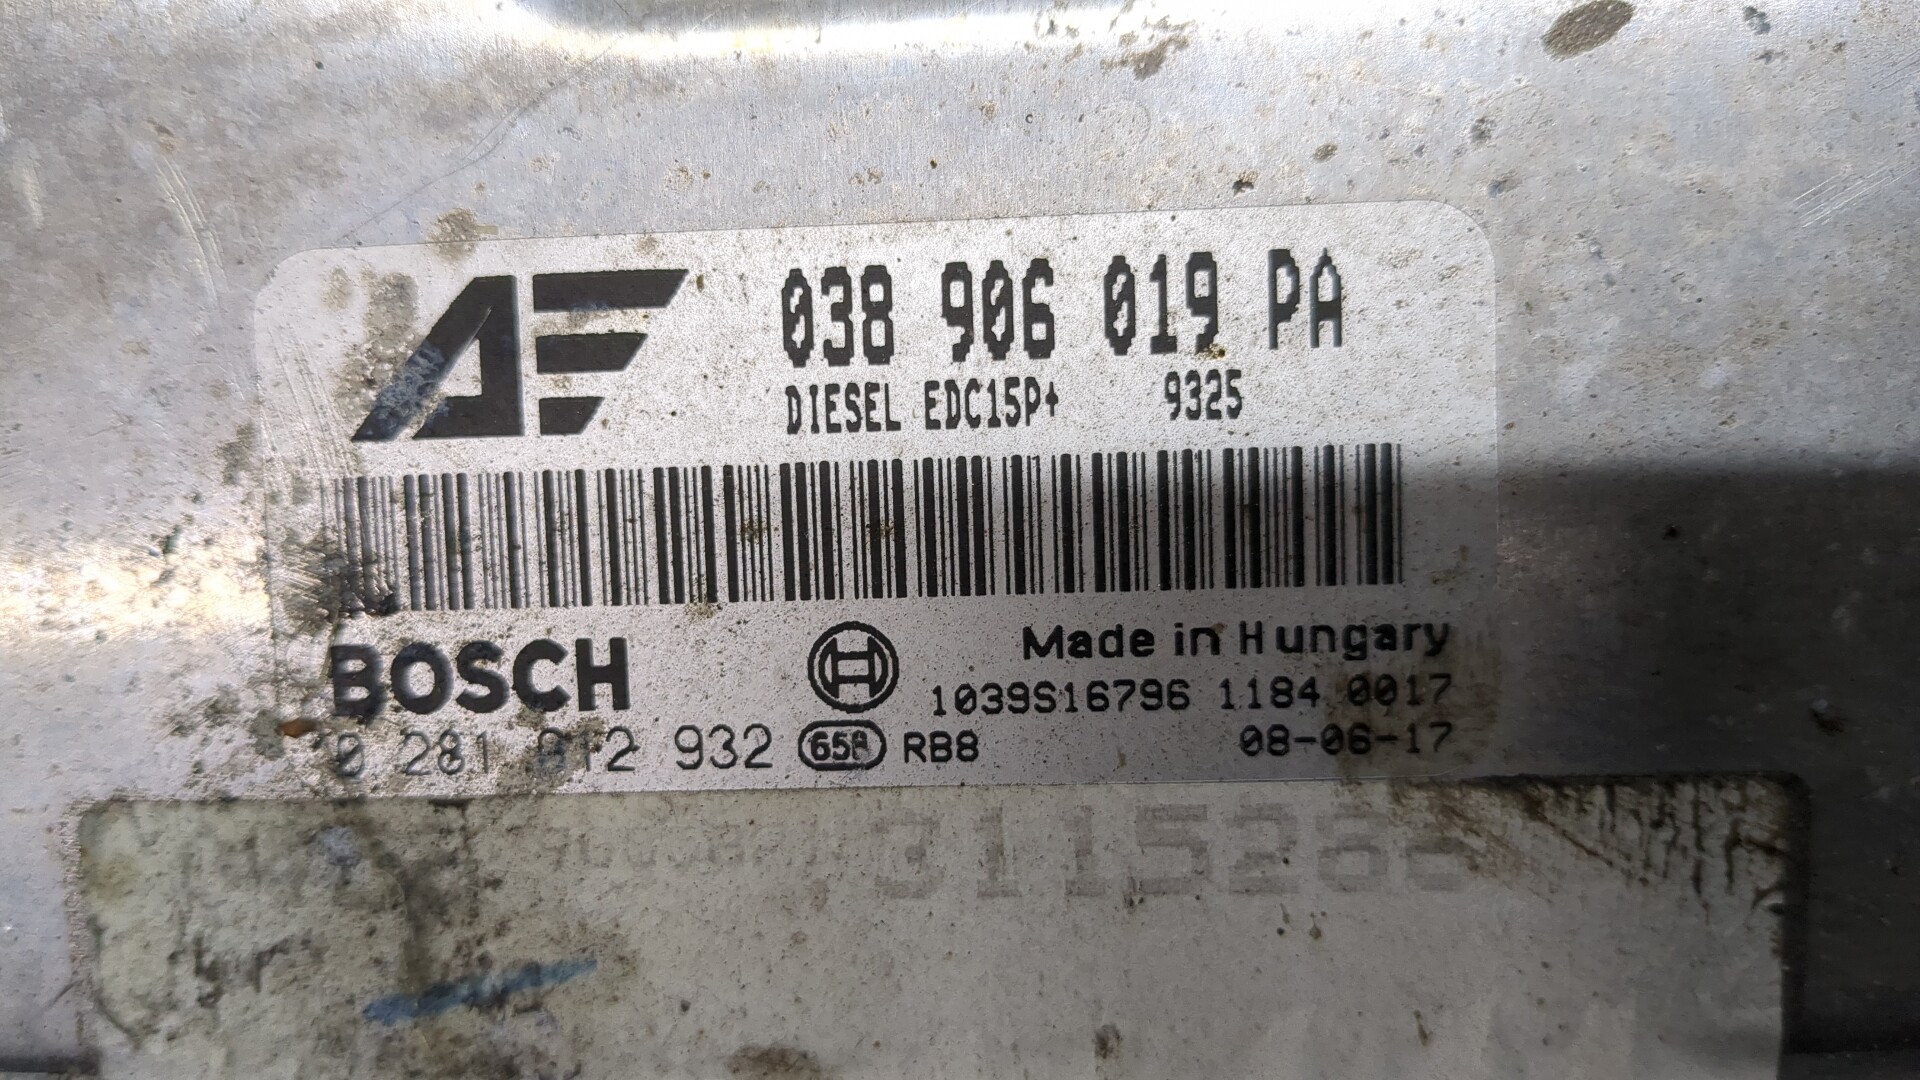 038 906 019 PA
DIESEL EDC15P+ 9325
BOSCH
Made in Hungary
1039S16796 1184 0017
0 281 012 932 65A RB8 08-06-17